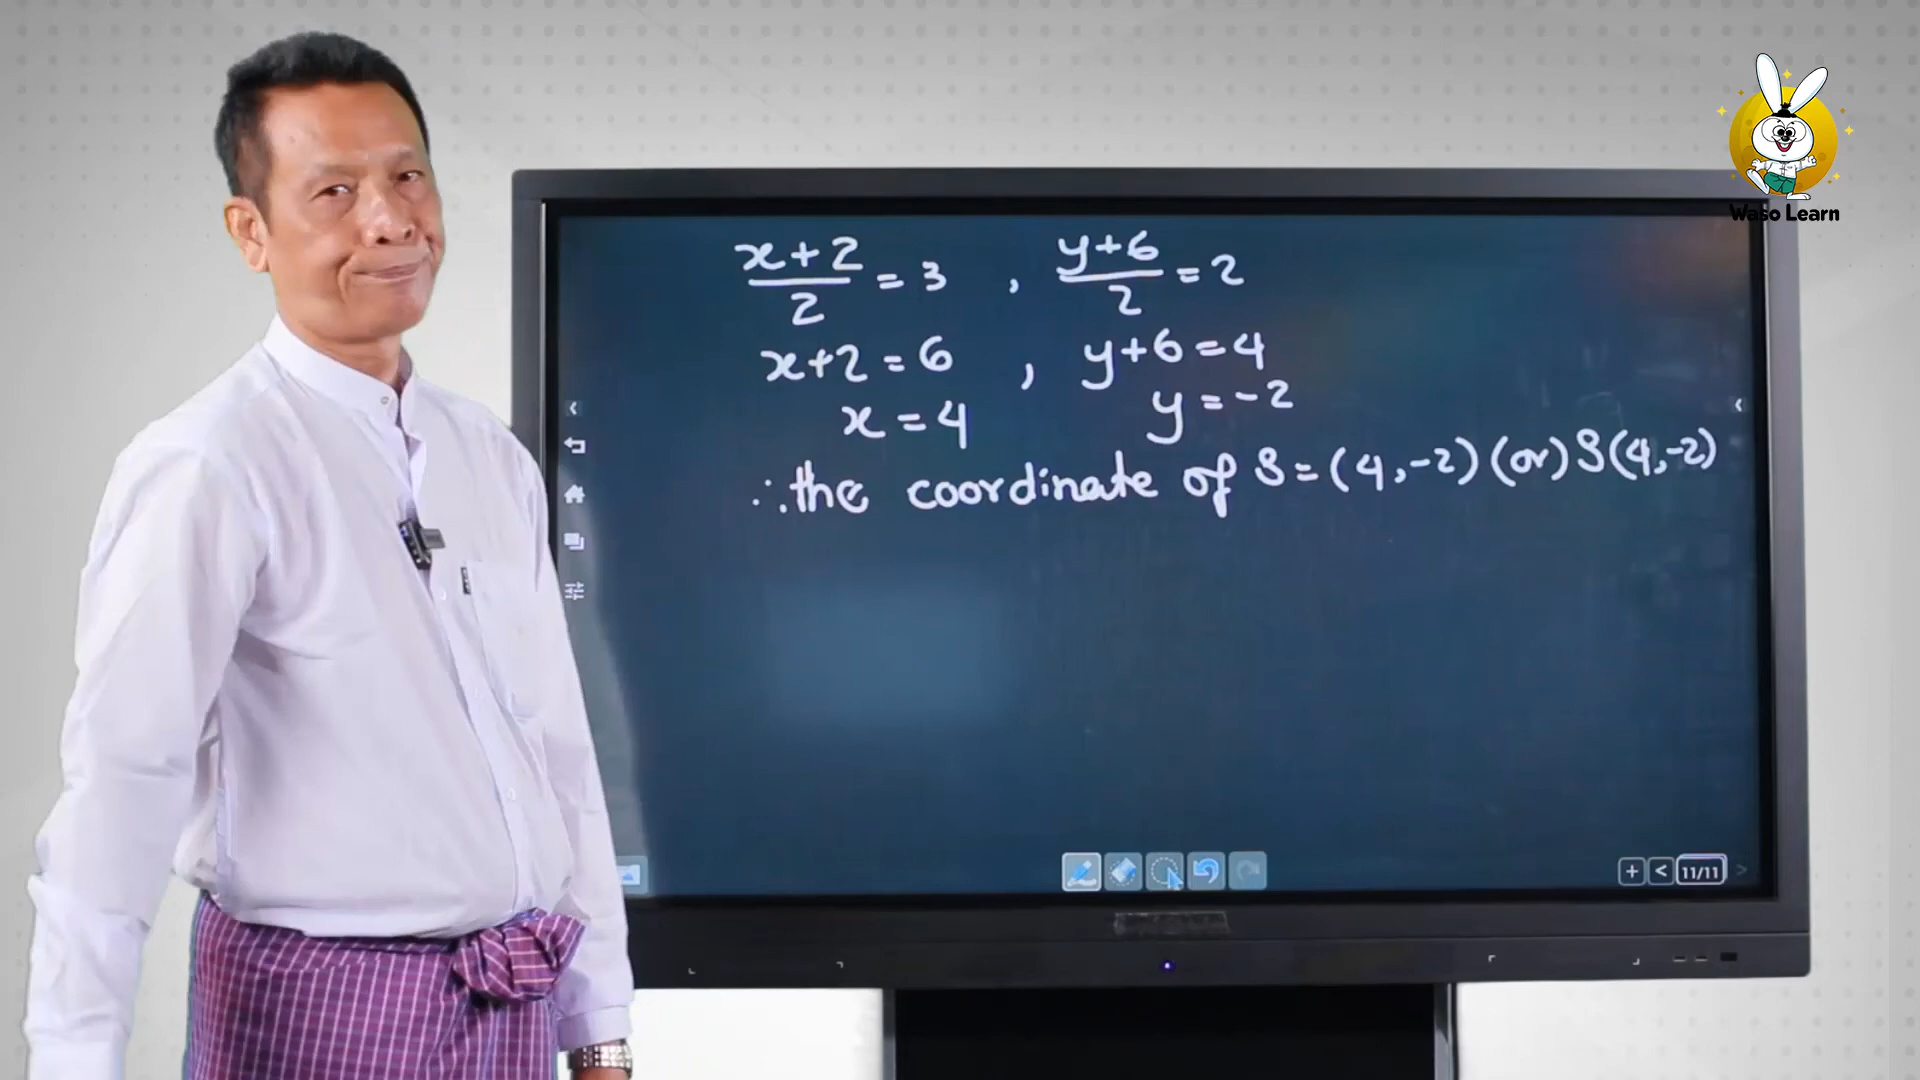 Waso Learn
x+2/2 = 3 , y+6/2 = 2
x+2 = 6 , y+6 = 4
x = 4 y = -2
∴ the coordinate of S = (4,-2) (or) S(4,-2)
11/11